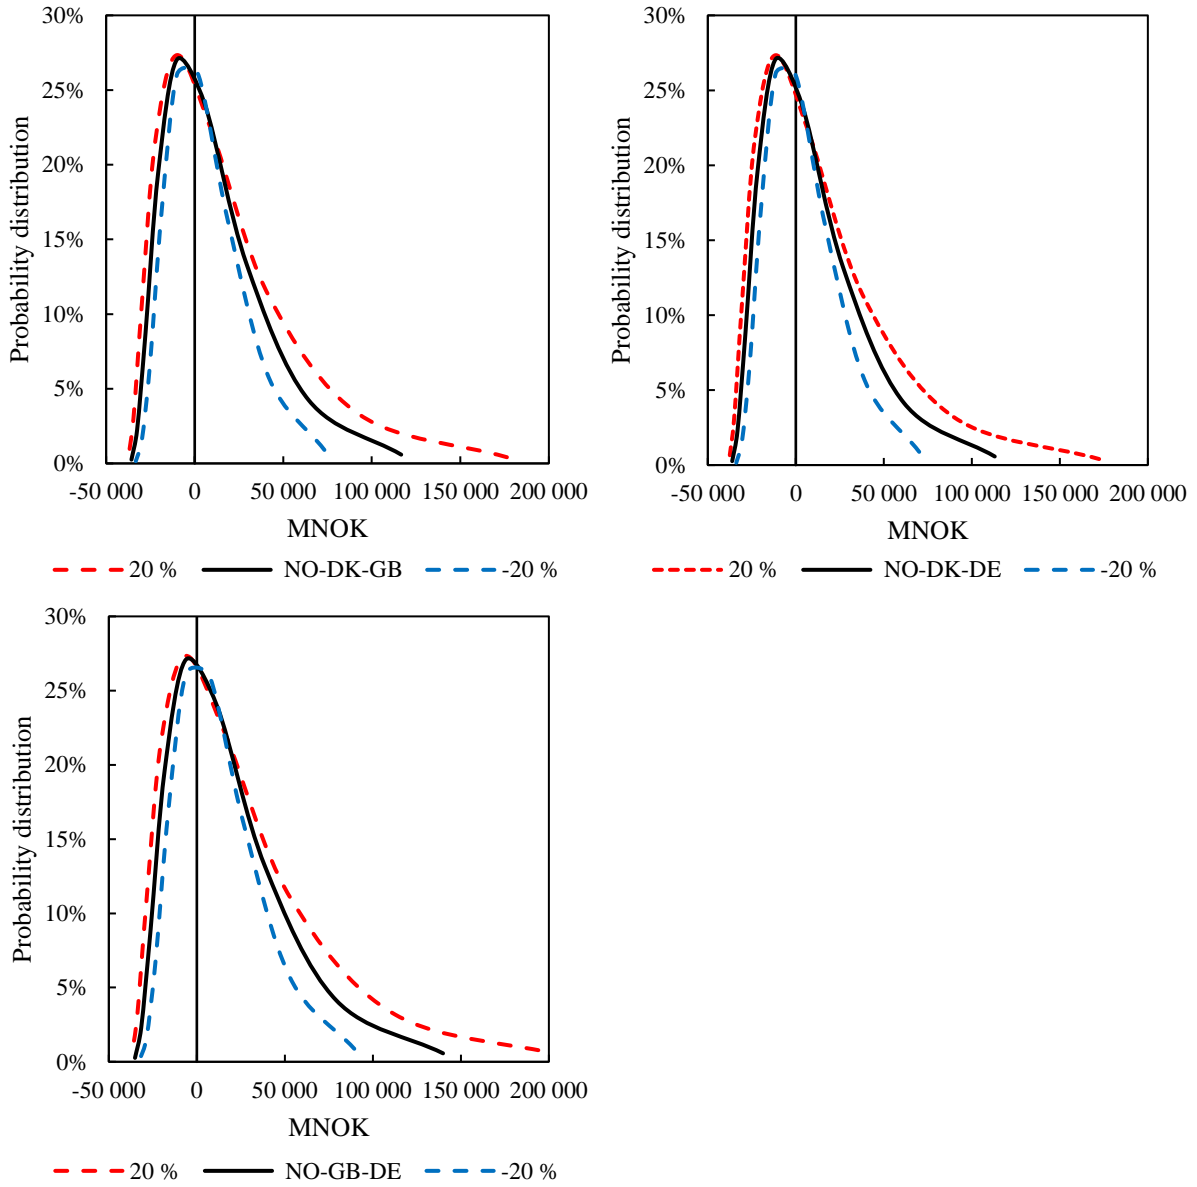 30%
25%
20%
15%
10%
5%
0%
Probability distribution
-50 000 0 50 000 100 000 150 000 200 000
MNOK
20 % NO-DK-GB -20 %
30%
25%
20%
15%
10%
5%
0%
Probability distribution
-50 000 0 50 000 100 000 150 000 200 000
MNOK
20 % NO-DK-DE -20 %
30%
25%
20%
15%
10%
5%
0%
Probability distribution
-50 000 0 50 000 100 000 150 000 200 000
MNOK
20 % NO-GB-DE -20 %